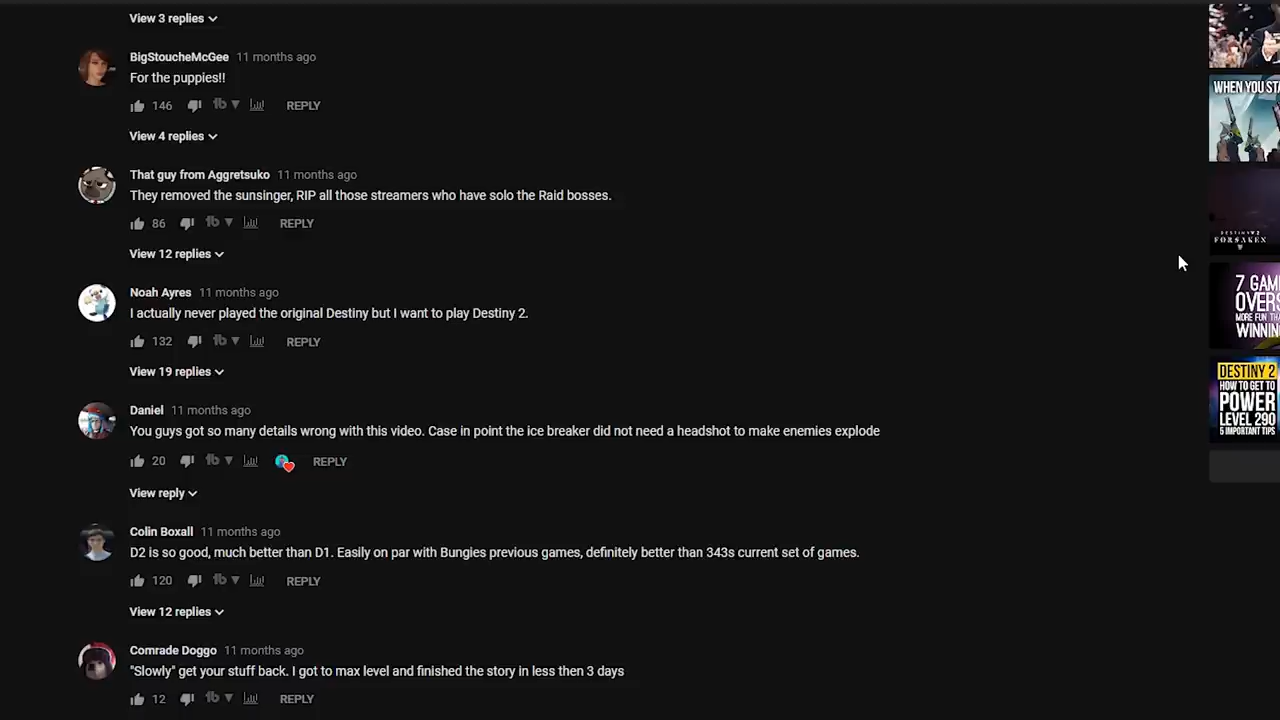 View 3 replies
BigStoucheMcGee 11 months ago
For the puppies!!
146 REPLY
View 4 replies
That guy from Aggretsuko 11 months ago
They removed the sunsinger, RIP all those streamers who have solo the Raid bosses.
86 REPLY
View 12 replies
Noah Ayres 11 months ago
I actually never played the original Destiny but I want to play Destiny 2.
132 REPLY
View 19 replies
Daniel 11 months ago
You guys got so many details wrong with this video. Case in point the ice breaker did not need a headshot to make enemies explode
20 REPLY
View reply
Colin Boxall 11 months ago
D2 is so good, much better than D1. Easily on par with Bungies previous games, definitely better than 343s current set of games.
120 REPLY
View 12 replies
Comrade Doggo 11 months ago
"Slowly" get your stuff back. I got to max level and finished the story in less then 3 days
12 REPLY
WHEN YOU STA
DESTINY 2
FORSAKEN
7 GAM
OVERS
MORE FUN THA
WINNIN
DESTINY 2
HOW TO GET TO
POWER
LEVEL 290
5 IMPORTANT TIPS